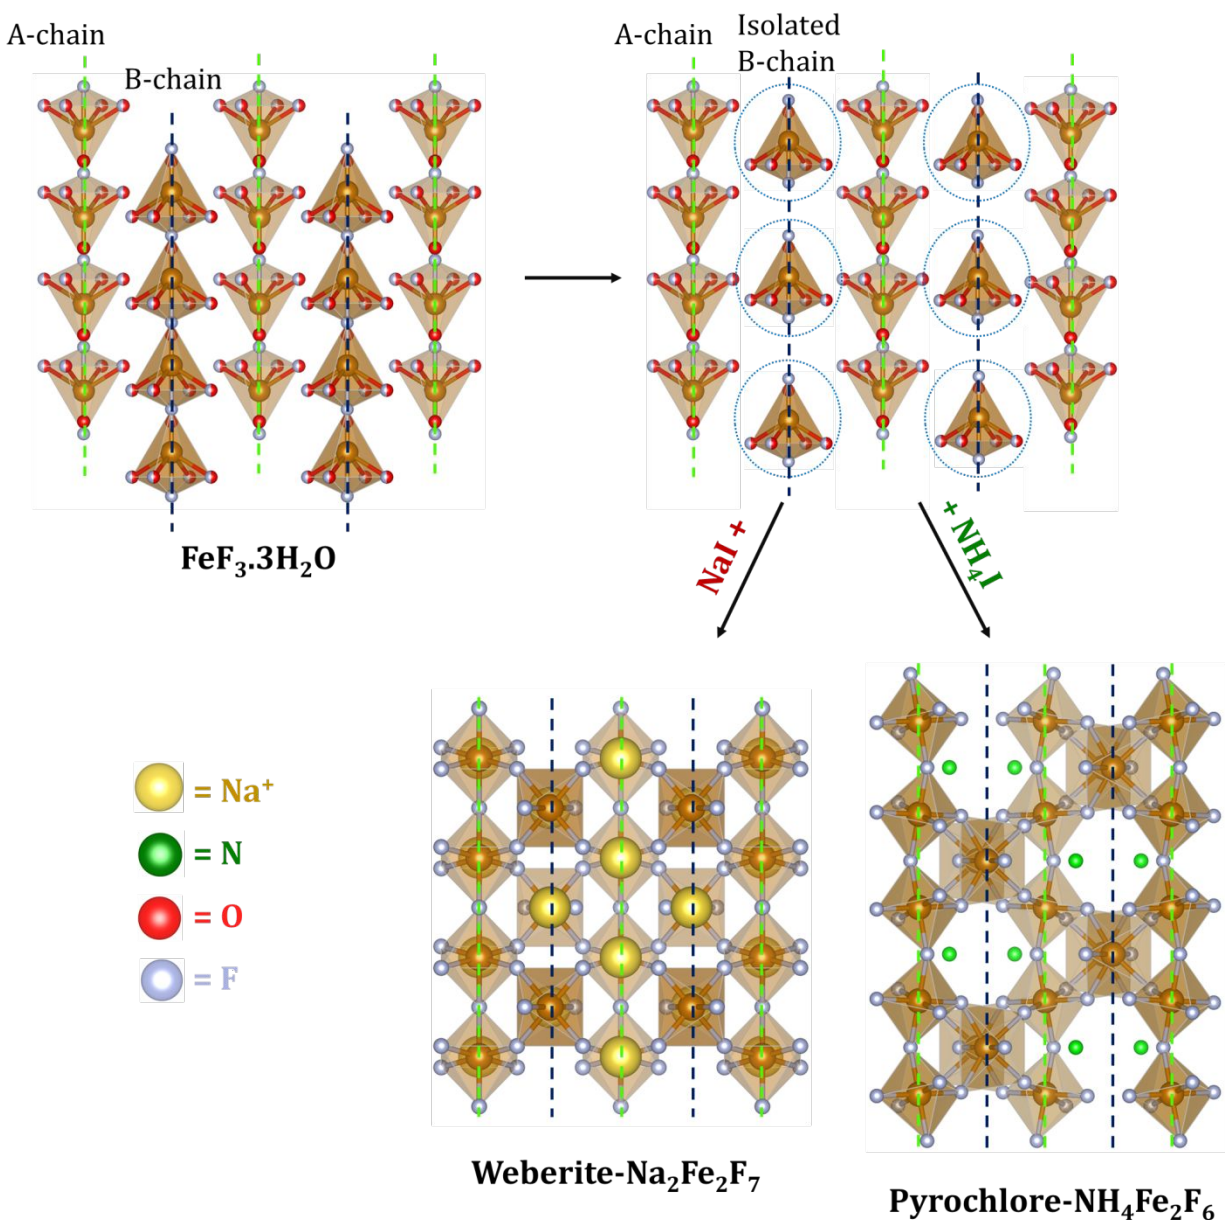 A-chain
B-chain
A-chain
Isolated
B-chain
FeF₃.3H₂O
NaI +
+ NH₄I
= Na⁺
= N
= O
= F
Weberite-Na₂Fe₂F₇
Pyrochlore-NH₄Fe₂F₆